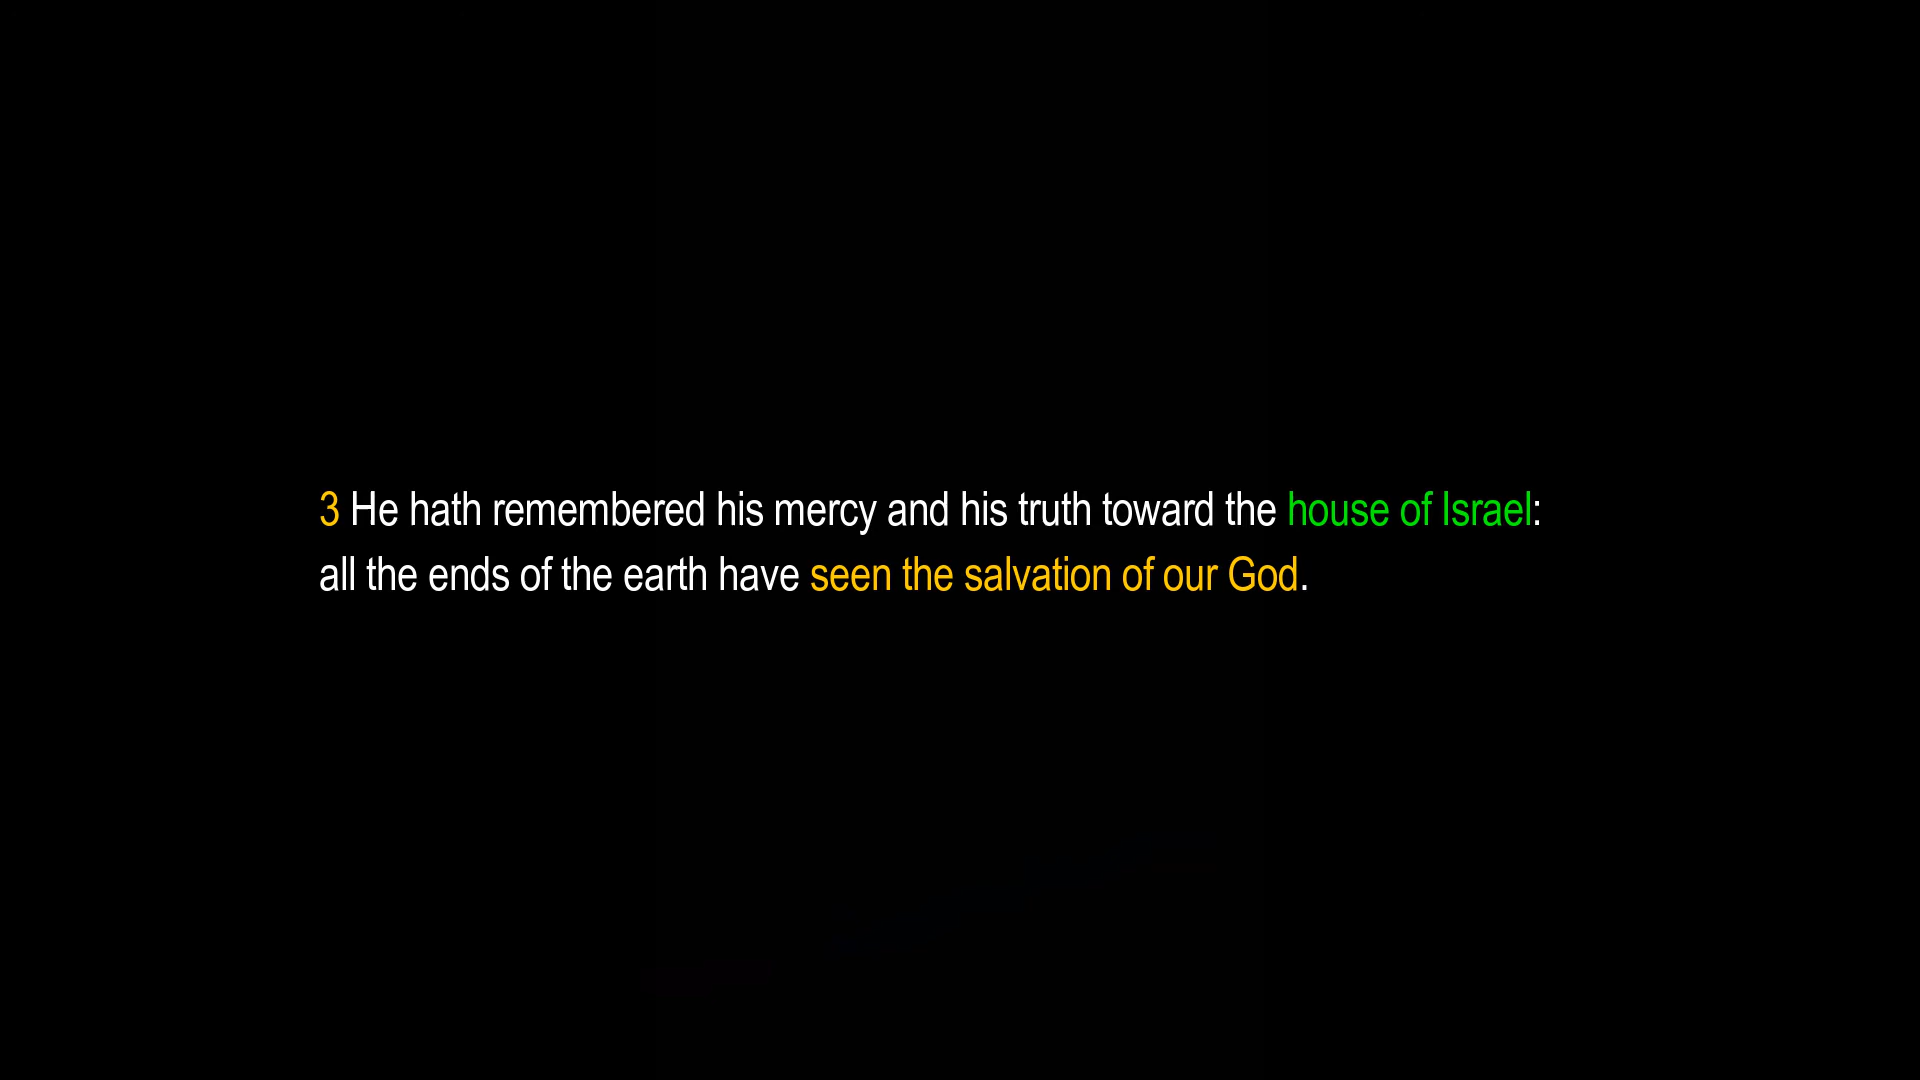 3 He hath remembered his mercy and his truth toward the house of Israel:
all the ends of the earth have seen the salvation of our God.